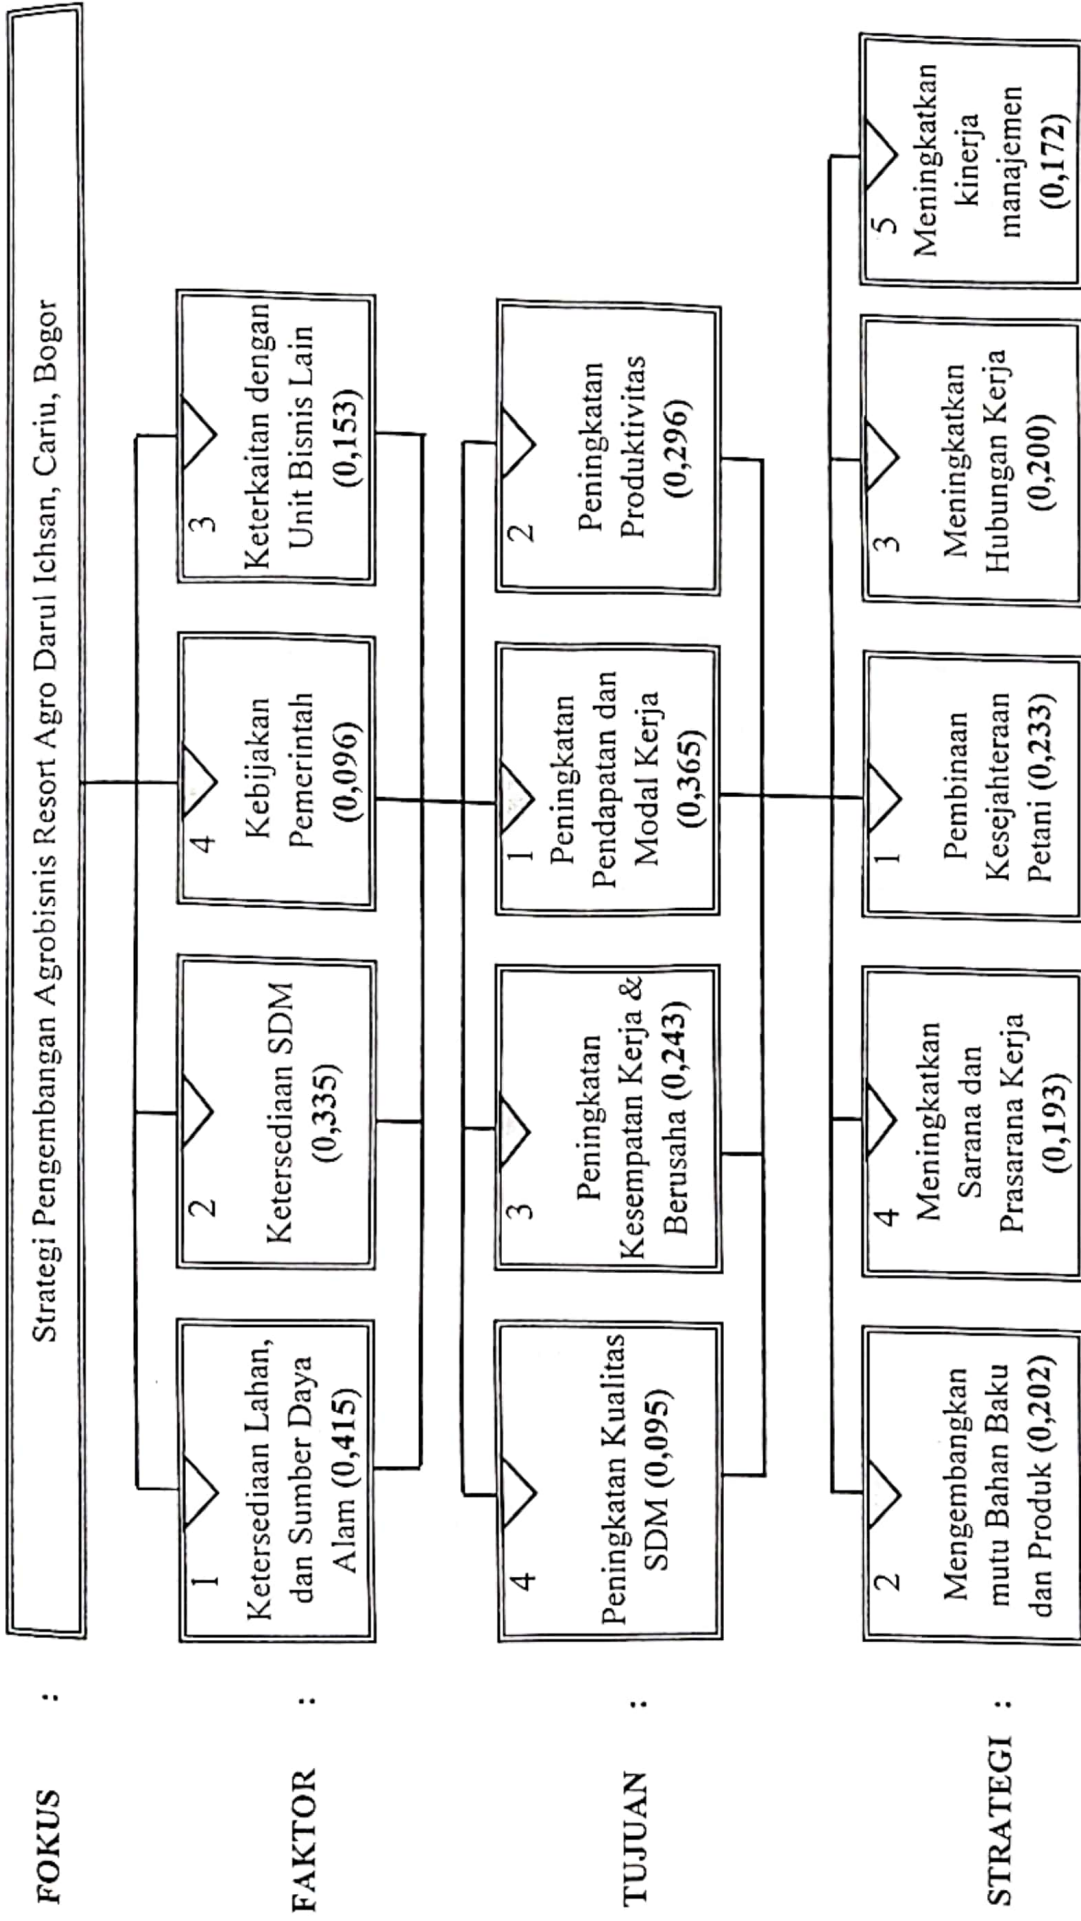 FOKUS :
Strategi Pengembangan Agrobisnis Resort Agro Darul Ichsan, Cariu, Bogor
FAKTOR :
1
Ketersediaan Lahan,
dan Sumber Daya
Alam (0,415)
2
Ketersediaan SDM
(0,335)
4
Kebijakan
Pemerintah
(0,096)
3
Keterkaitan dengan
Unit Bisnis Lain
(0,153)
TUJUAN :
4
Peningkatan Kualitas
SDM (0,095)
3
Peningkatan
Kesempatan Kerja &
Berusaha (0,243)
1
Peningkatan
Pendapatan dan
Modal Kerja
(0,365)
2
Peningkatan
Produktivitas
(0,296)
STRATEGI :
2
Mengembangkan
mutu Bahan Baku
dan Produk (0,202)
4
Meningkatkan
Sarana dan
Prasarana Kerja
(0,193)
1
Pembinaan
Kesejahteraan
Petani (0,233)
3
Meningkatkan
Hubungan Kerja
(0,200)
5
Meningkatkan
kinerja
manajemen
(0,172)